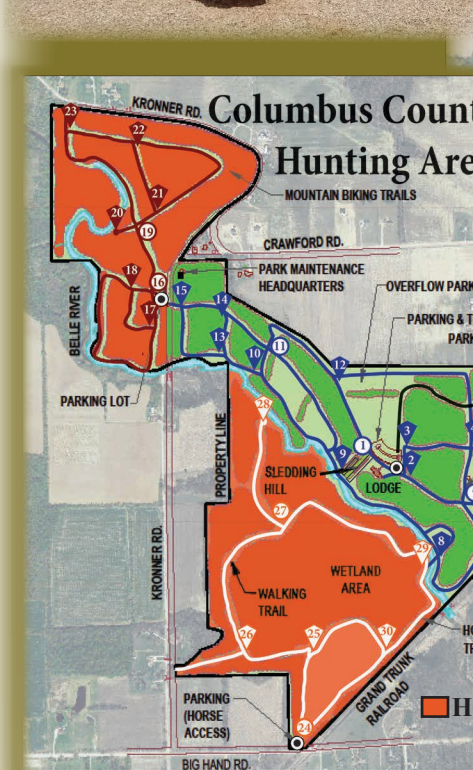 Columbus Coun
Hunting Are
KRONNER RD.
23
22
MOUNTAIN BIKING TRAILS
21
20
19
CRAWFORD RD.
PARK MAINTENANCE
HEADQUARTERS
18
16
15
OVERFLOW PARK
14
17
PARKING & T
PARK
BELLE RIVER
13
11
10
12
PARKING LOT
28
PROPERTY LINE
3
1
9
2
SLEDDING
HILL
LODGE
27
8
29
KRONNER RD.
WETLAND
AREA
WALKING
TRAIL
26
25
30
HO
TR
GRAND TRUNK
RAILROAD
PARKING
(HORSE
ACCESS)
24
H
BIG HAND RD.